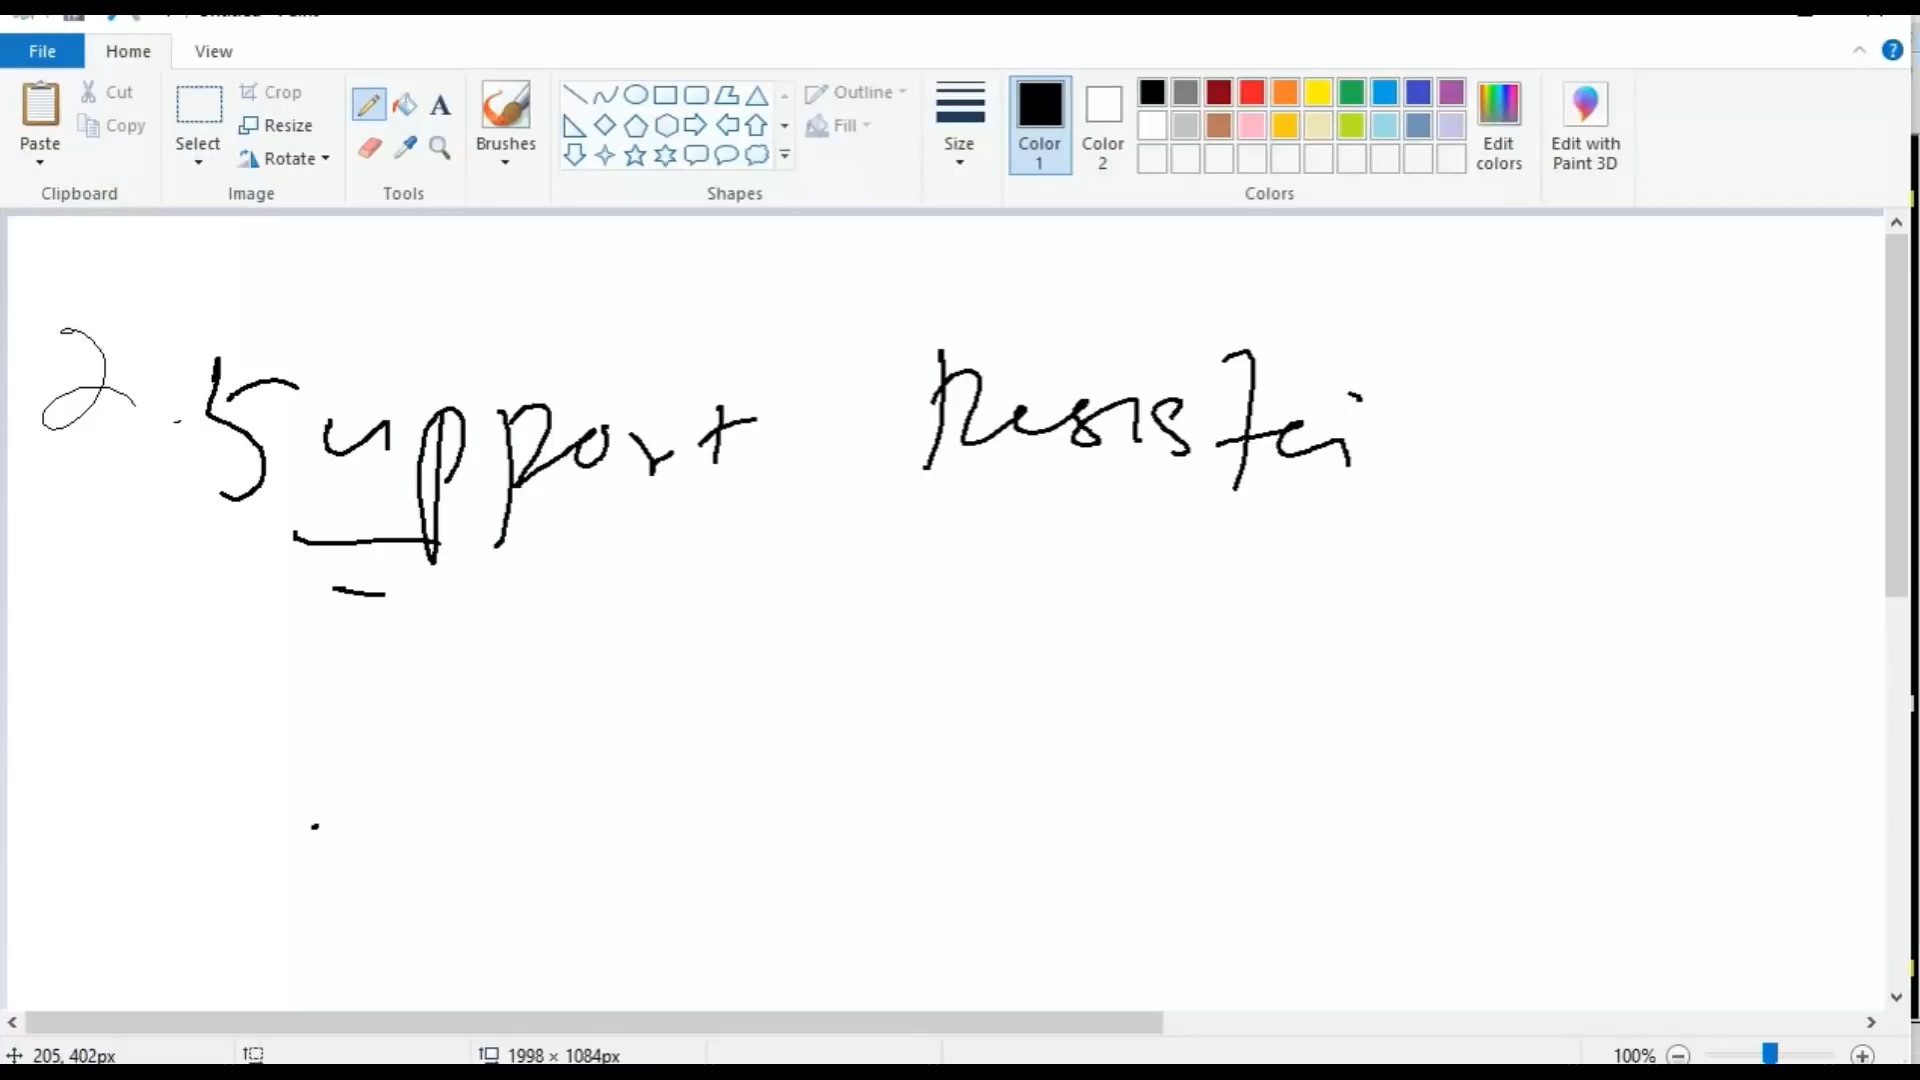 File Home View
Paste Cut Copy Select Crop Resize Rotate Brushes Outline Fill Size Color 1 Color 2 Edit colors Edit with Paint 3D
Clipboard Image Tools Shapes Colors
2. Support
205, 402px 1998 × 1084px 100%